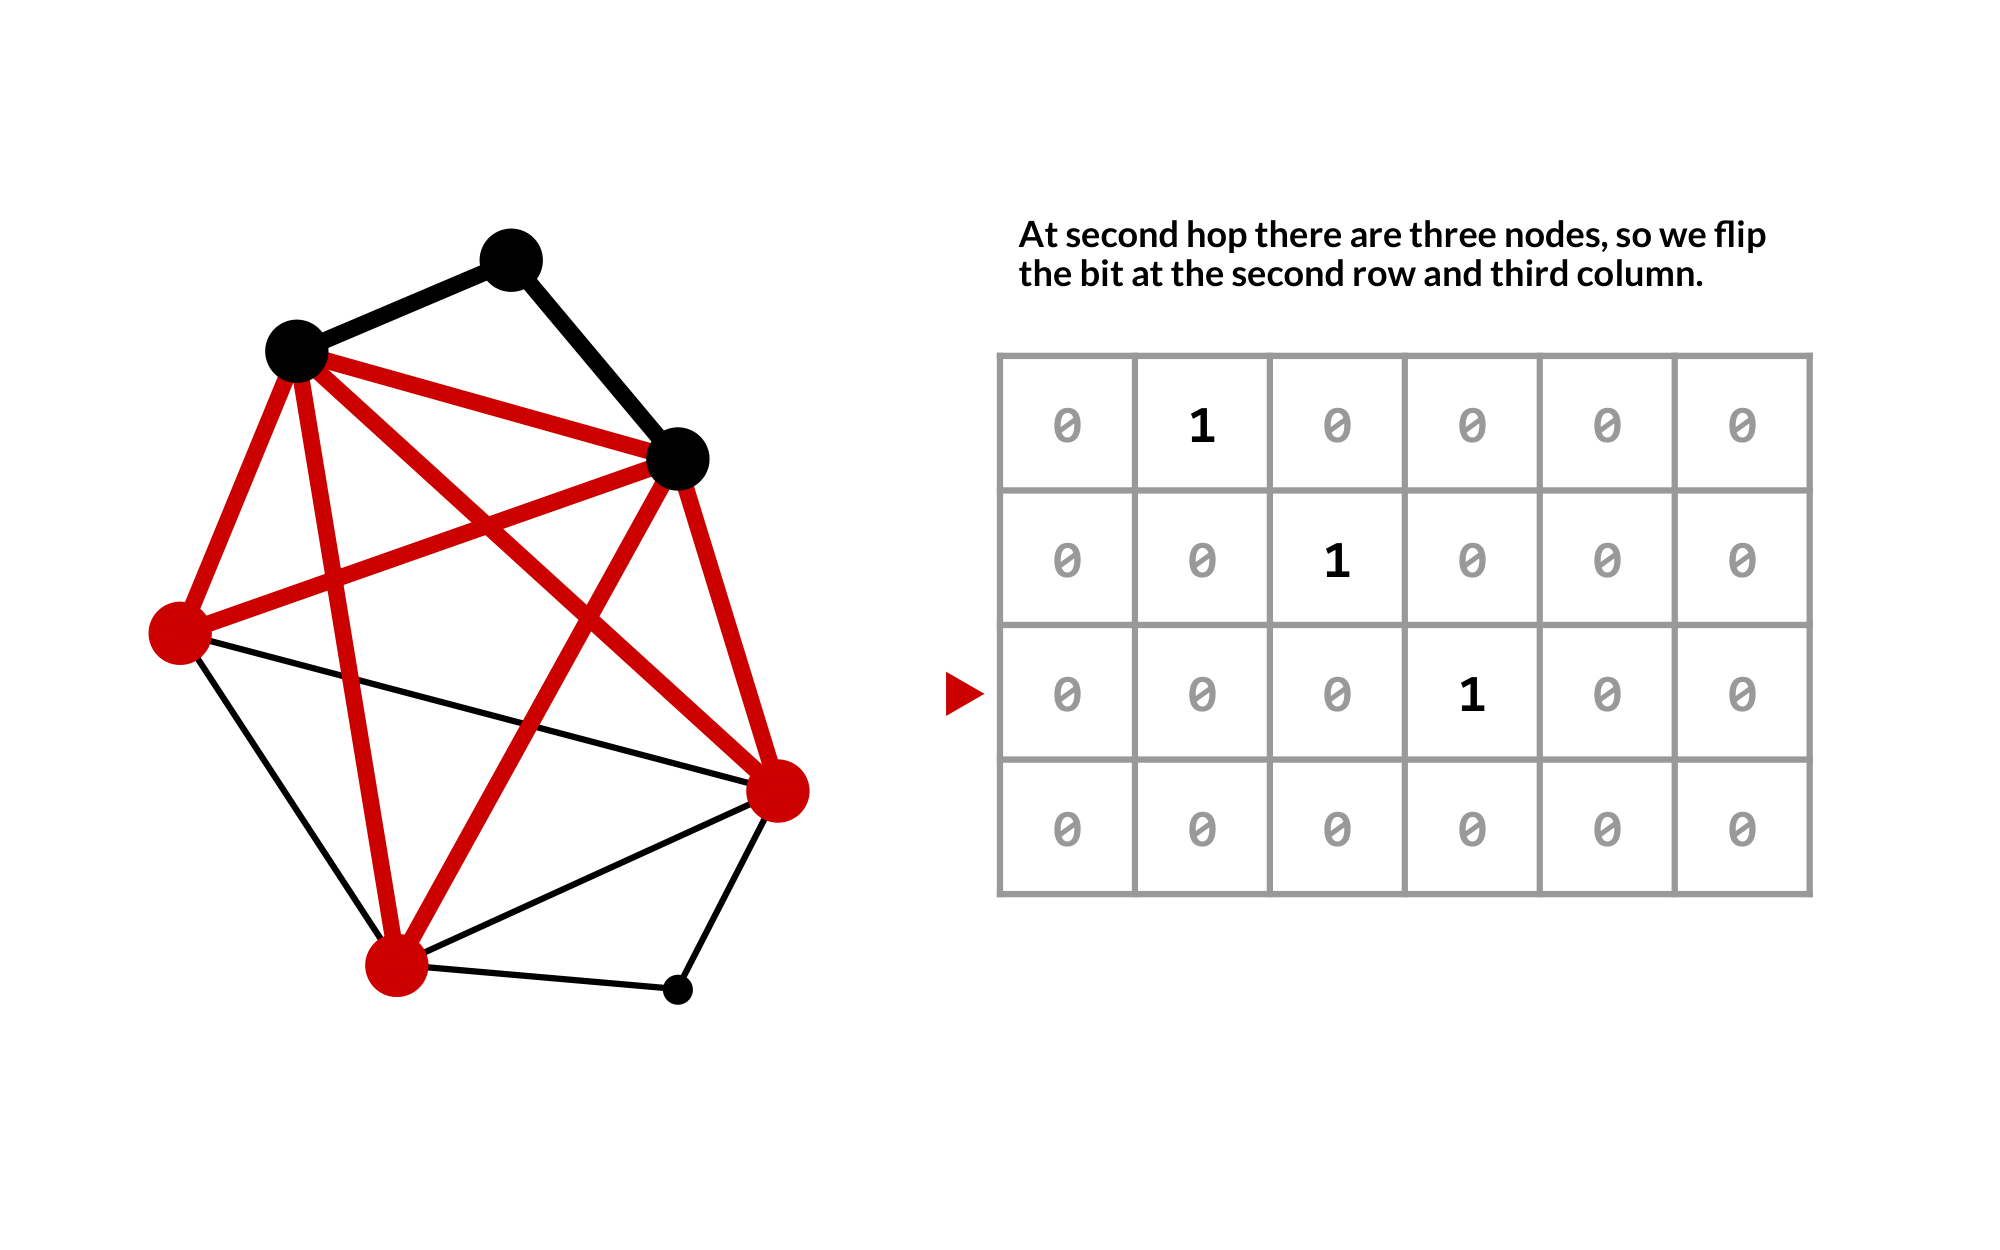 At second hop there are three nodes, so we flip
the bit at the second row and third column.
0 1 0 0 0 0
0 0 1 0 0 0
0 0 0 1 0 0
0 0 0 0 0 0